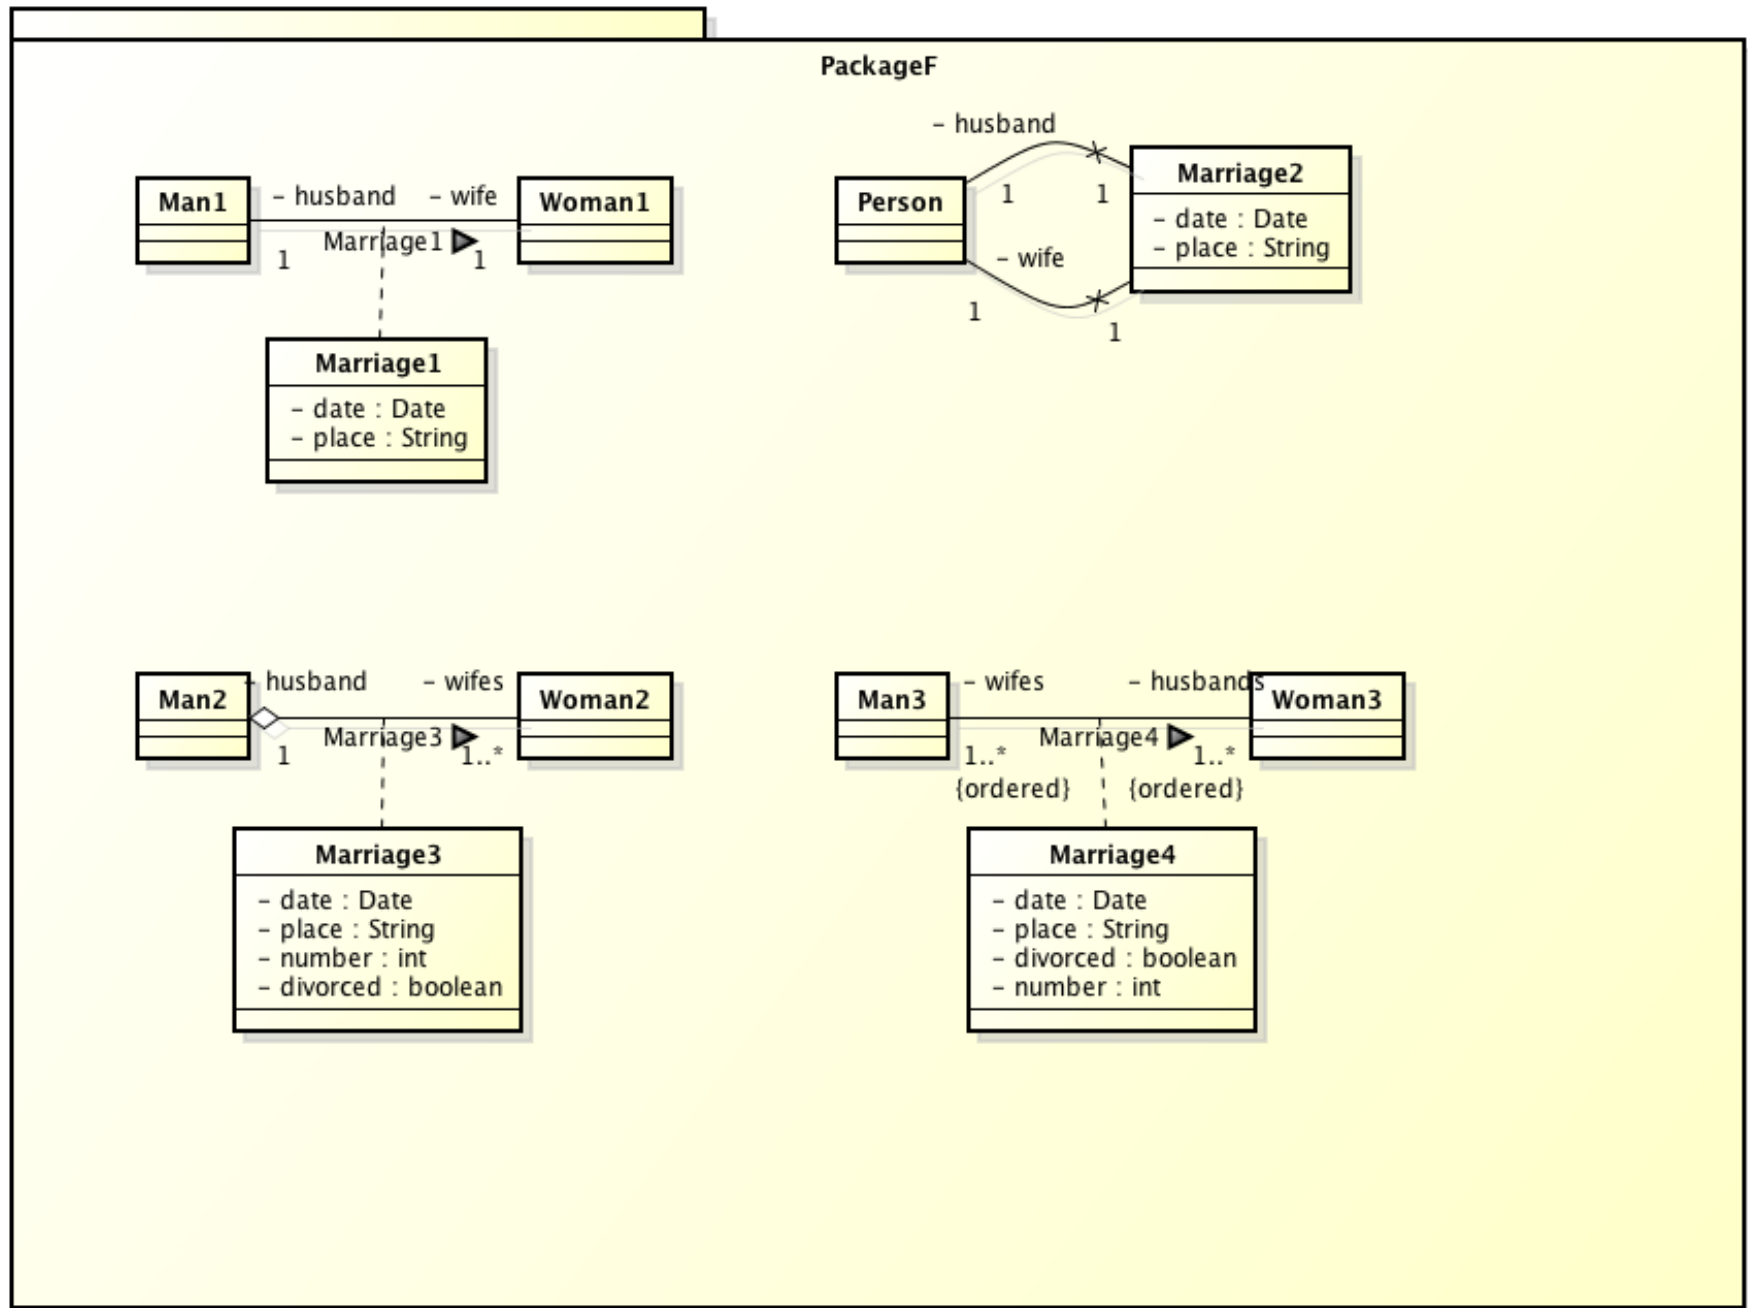 PackageF
- husband - wife
Man1
Woman1
Marriage1
1
1
Marriage1
- date : Date
- place : String
- husband
Person
1
1
- wife
1
1
Marriage2
- date : Date
- place : String
- husband - wifes
Man2
Woman2
Marriage3
1
1..*
Marriage3
- date : Date
- place : String
- number : int
- divorced : boolean
- wifes - husbands
Man3
Woman3
Marriage4
1..*
1..*
{ordered} {ordered}
Marriage4
- date : Date
- place : String
- divorced : boolean
- number : int